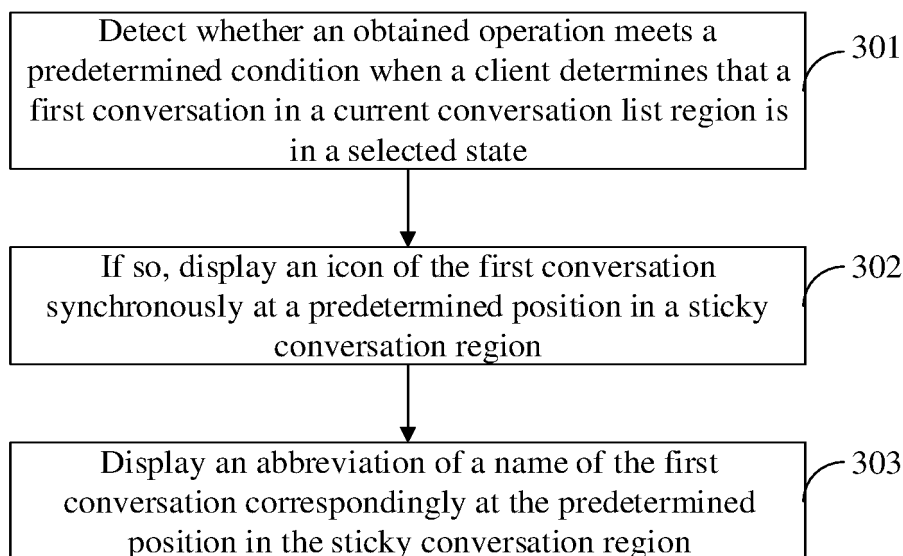 Detect whether an obtained operation meets a
predetermined condition when a client determines that a
first conversation in a current conversation list region is
in a selected state
301
If so, display an icon of the first conversation
synchronously at a predetermined position in a sticky
conversation region
302
Display an abbreviation of a name of the first
conversation correspondingly at the predetermined
position in the sticky conversation region
303